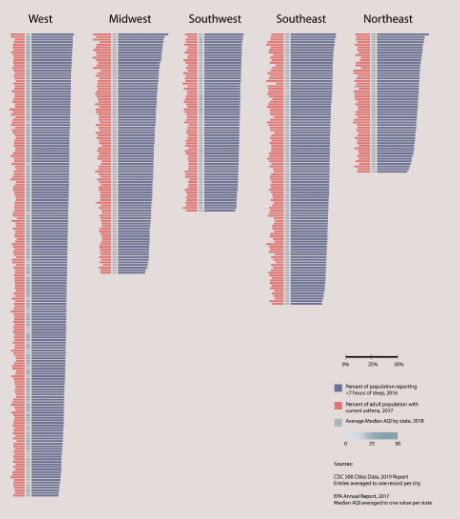 West
Midwest
Southwest
Southeast
Northeast
0%
25%
50%
Percent of population reporting
<7 hours of sleep, 2016
Percent of adult population with
current asthma, 2017
Average Median AQI by state, 2018
0
25
50
Sources:
CDC 500 Cities Data, 2019 Report
Entries averaged to one record per city
EPA Annual Report, 2017
Median AQI averaged to one value per state